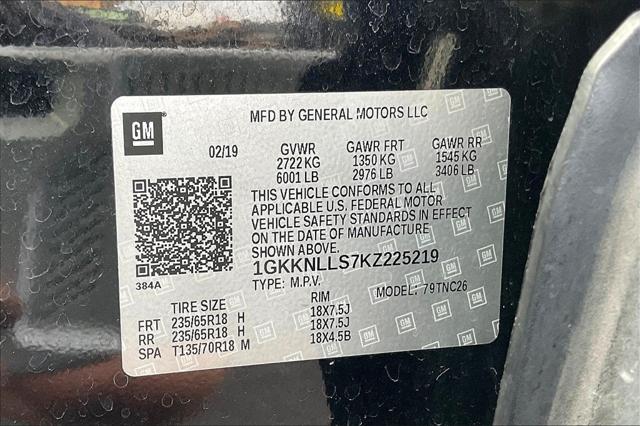 MFD BY GENERAL MOTORS LLC
GM
02/19 GVWR GAWR FRT GAWR RR
2722 KG 1350 KG 1545 KG
6001 LB 2976 LB 3406 LB
THIS VEHICLE CONFORMS TO ALL
APPLICABLE U.S. FEDERAL MOTOR
VEHICLE SAFETY STANDARDS IN EFFECT
ON THE DATE OF MANUFACTURE
SHOWN ABOVE.
384A
1GKKNLLS7KZ225219
TYPE: M.P.V. MODEL: 79TNC26
TIRE SIZE RIM
FRT 235/65R18 H 18X7.5J
RR 235/65R18 H 18X7.5J
SPA T135/70R18 M 18X4.5B